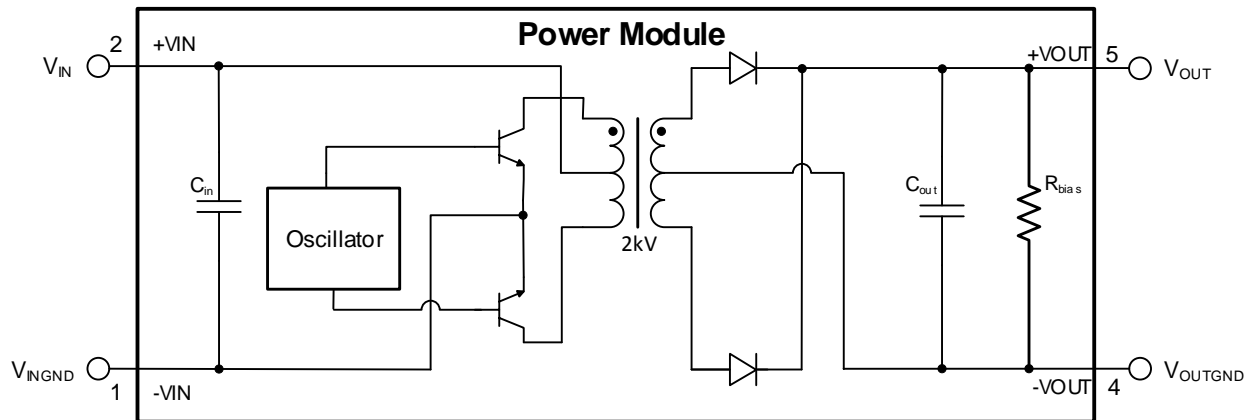 Power Module
2
+VIN
V_IN
+VOUT
5
V_OUT
C_in
Oscillator
2kV
C_out
R_bias
V_INGND
1
-VIN
-VOUT
4
V_OUTGND